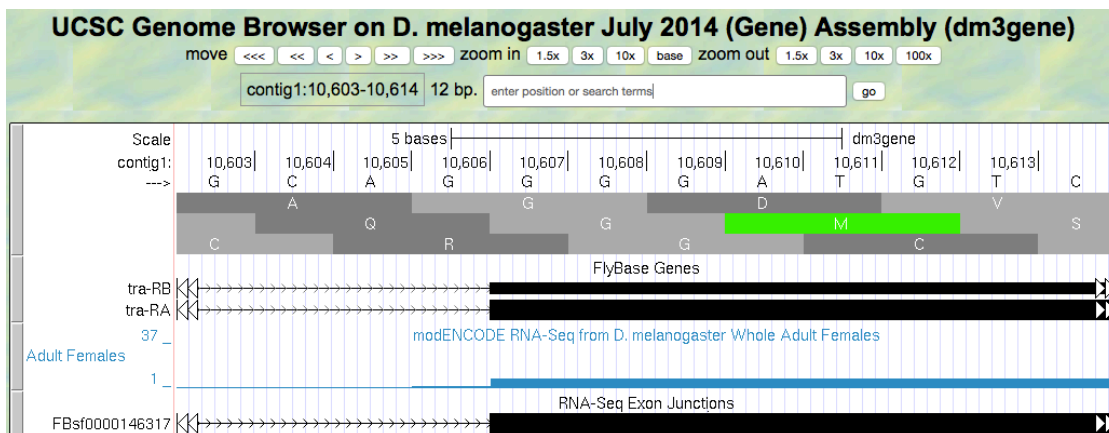 UCSC Genome Browser on D. melanogaster July 2014 (Gene) Assembly (dm3gene)
move <<< << < > >> >>> zoom in 1.5x 3x 10x base zoom out 1.5x 3x 10x 100x
contig1:10,603-10,614 12 bp. enter position or search terms go
Scale 5 bases dm3gene
contig1: 10,603 10,604 10,605 10,606 10,607 10,608 10,609 10,610 10,611 10,612 10,613
---> G C A G G G G A T G T C
A G D V
Q G M S
C R G C
FlyBase Genes
tra-RB
tra-RA
37 _ modENCODE RNA-Seq from D. melanogaster Whole Adult Females
Adult Females
1 _
RNA-Seq Exon Junctions
FBsf0000146317